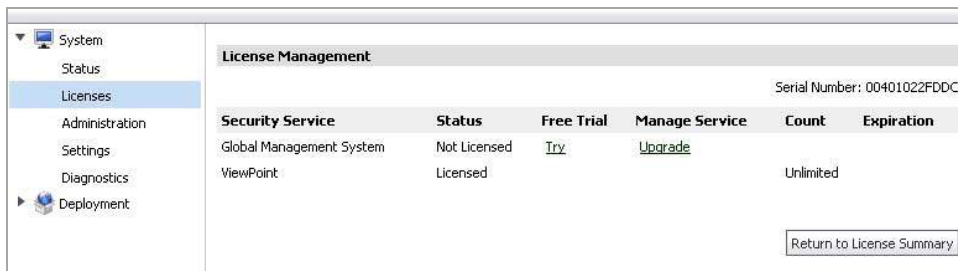 System
Status
Licenses
Administration
Settings
Diagnostics
Deployment
License Management
Serial Number: 00401022FDDC
Security Service Status Free Trial Manage Service Count Expiration
Global Management System Not Licensed Try Upgrade
ViewPoint Licensed Unlimited
Return to License Summary